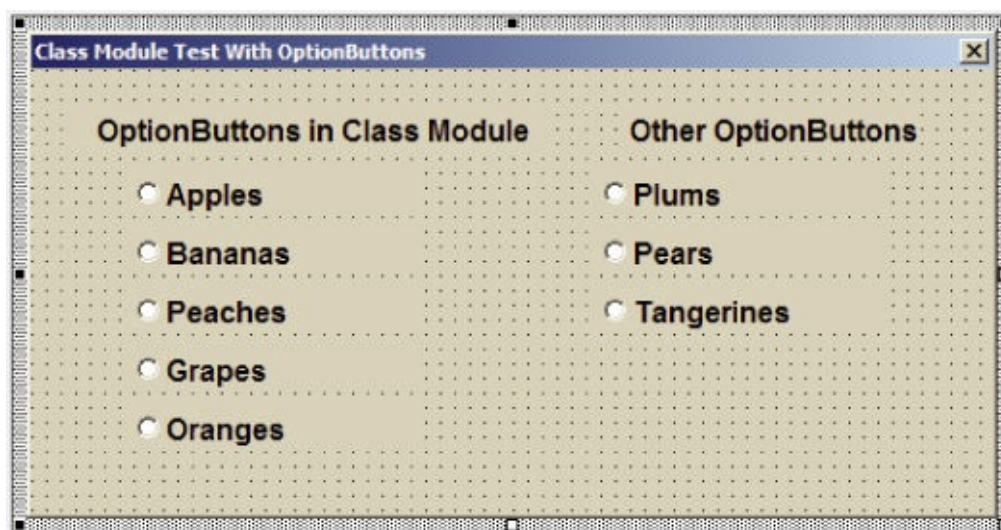 Class Module Test With OptionButtons
OptionButtons in Class Module
Apples
Bananas
Peaches
Grapes
Oranges
Other OptionButtons
Plums
Pears
Tangerines